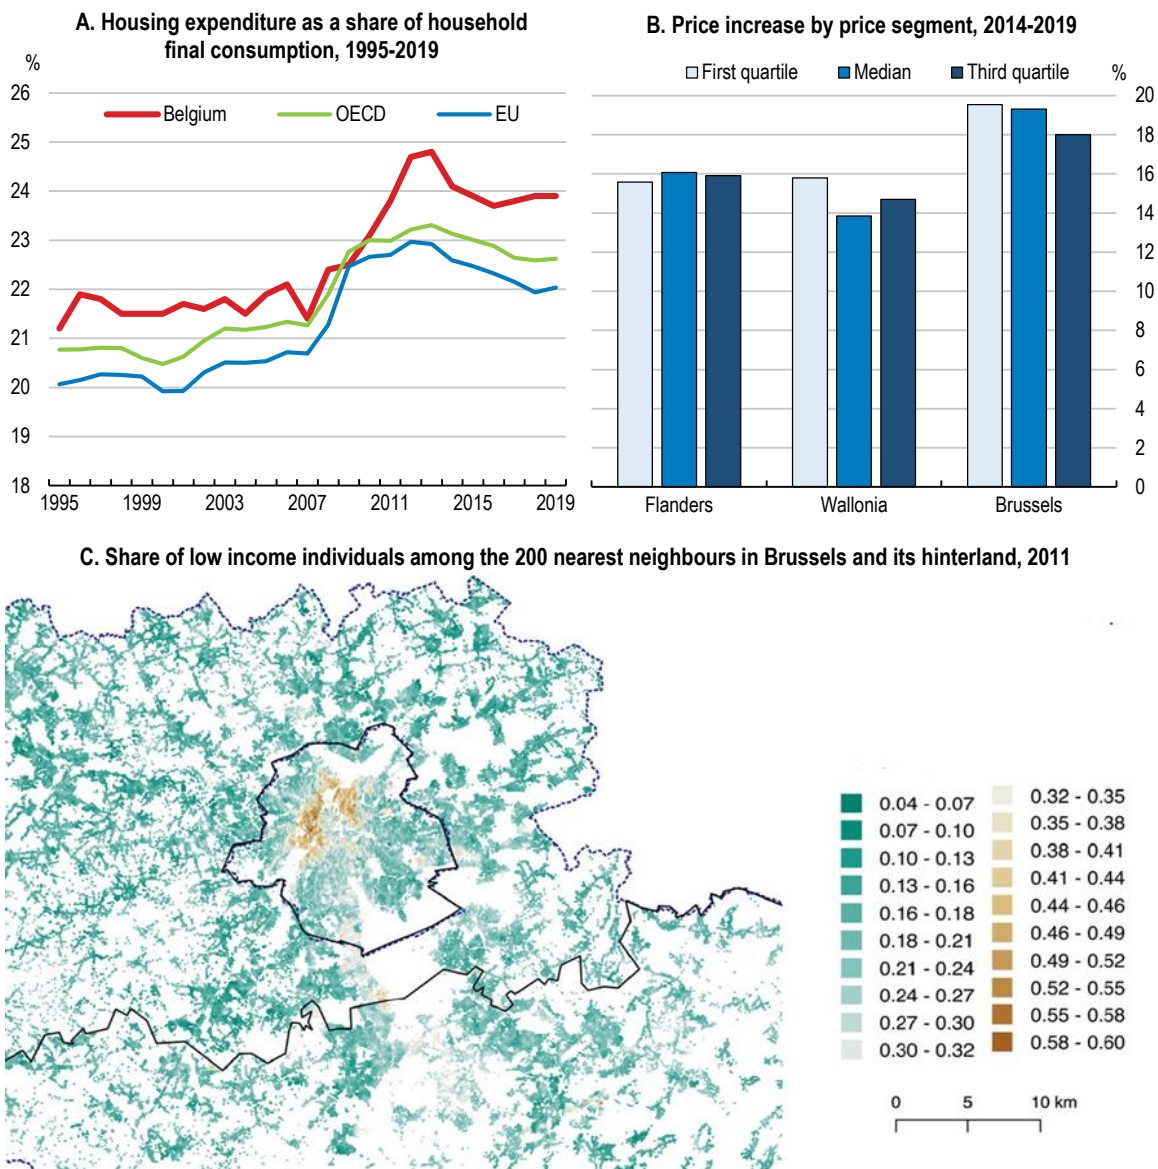 A. Housing expenditure as a share of household
final consumption, 1995-2019
%
26
25
24
23
22
21
20
19
18
Belgium
OECD
EU
1995
1999
2003
2007
2011
2015
2019
B. Price increase by price segment, 2014-2019
First quartile
Median
Third quartile
%
20
18
16
14
12
10
8
6
4
2
0
Flanders
Wallonia
Brussels
C. Share of low income individuals among the 200 nearest neighbours in Brussels and its hinterland, 2011
0.04 - 0.07
0.07 - 0.10
0.10 - 0.13
0.13 - 0.16
0.16 - 0.18
0.18 - 0.21
0.21 - 0.24
0.24 - 0.27
0.27 - 0.30
0.30 - 0.32
0.32 - 0.35
0.35 - 0.38
0.38 - 0.41
0.41 - 0.44
0.44 - 0.46
0.46 - 0.49
0.49 - 0.52
0.52 - 0.55
0.55 - 0.58
0.58 - 0.60
0 5 10 km